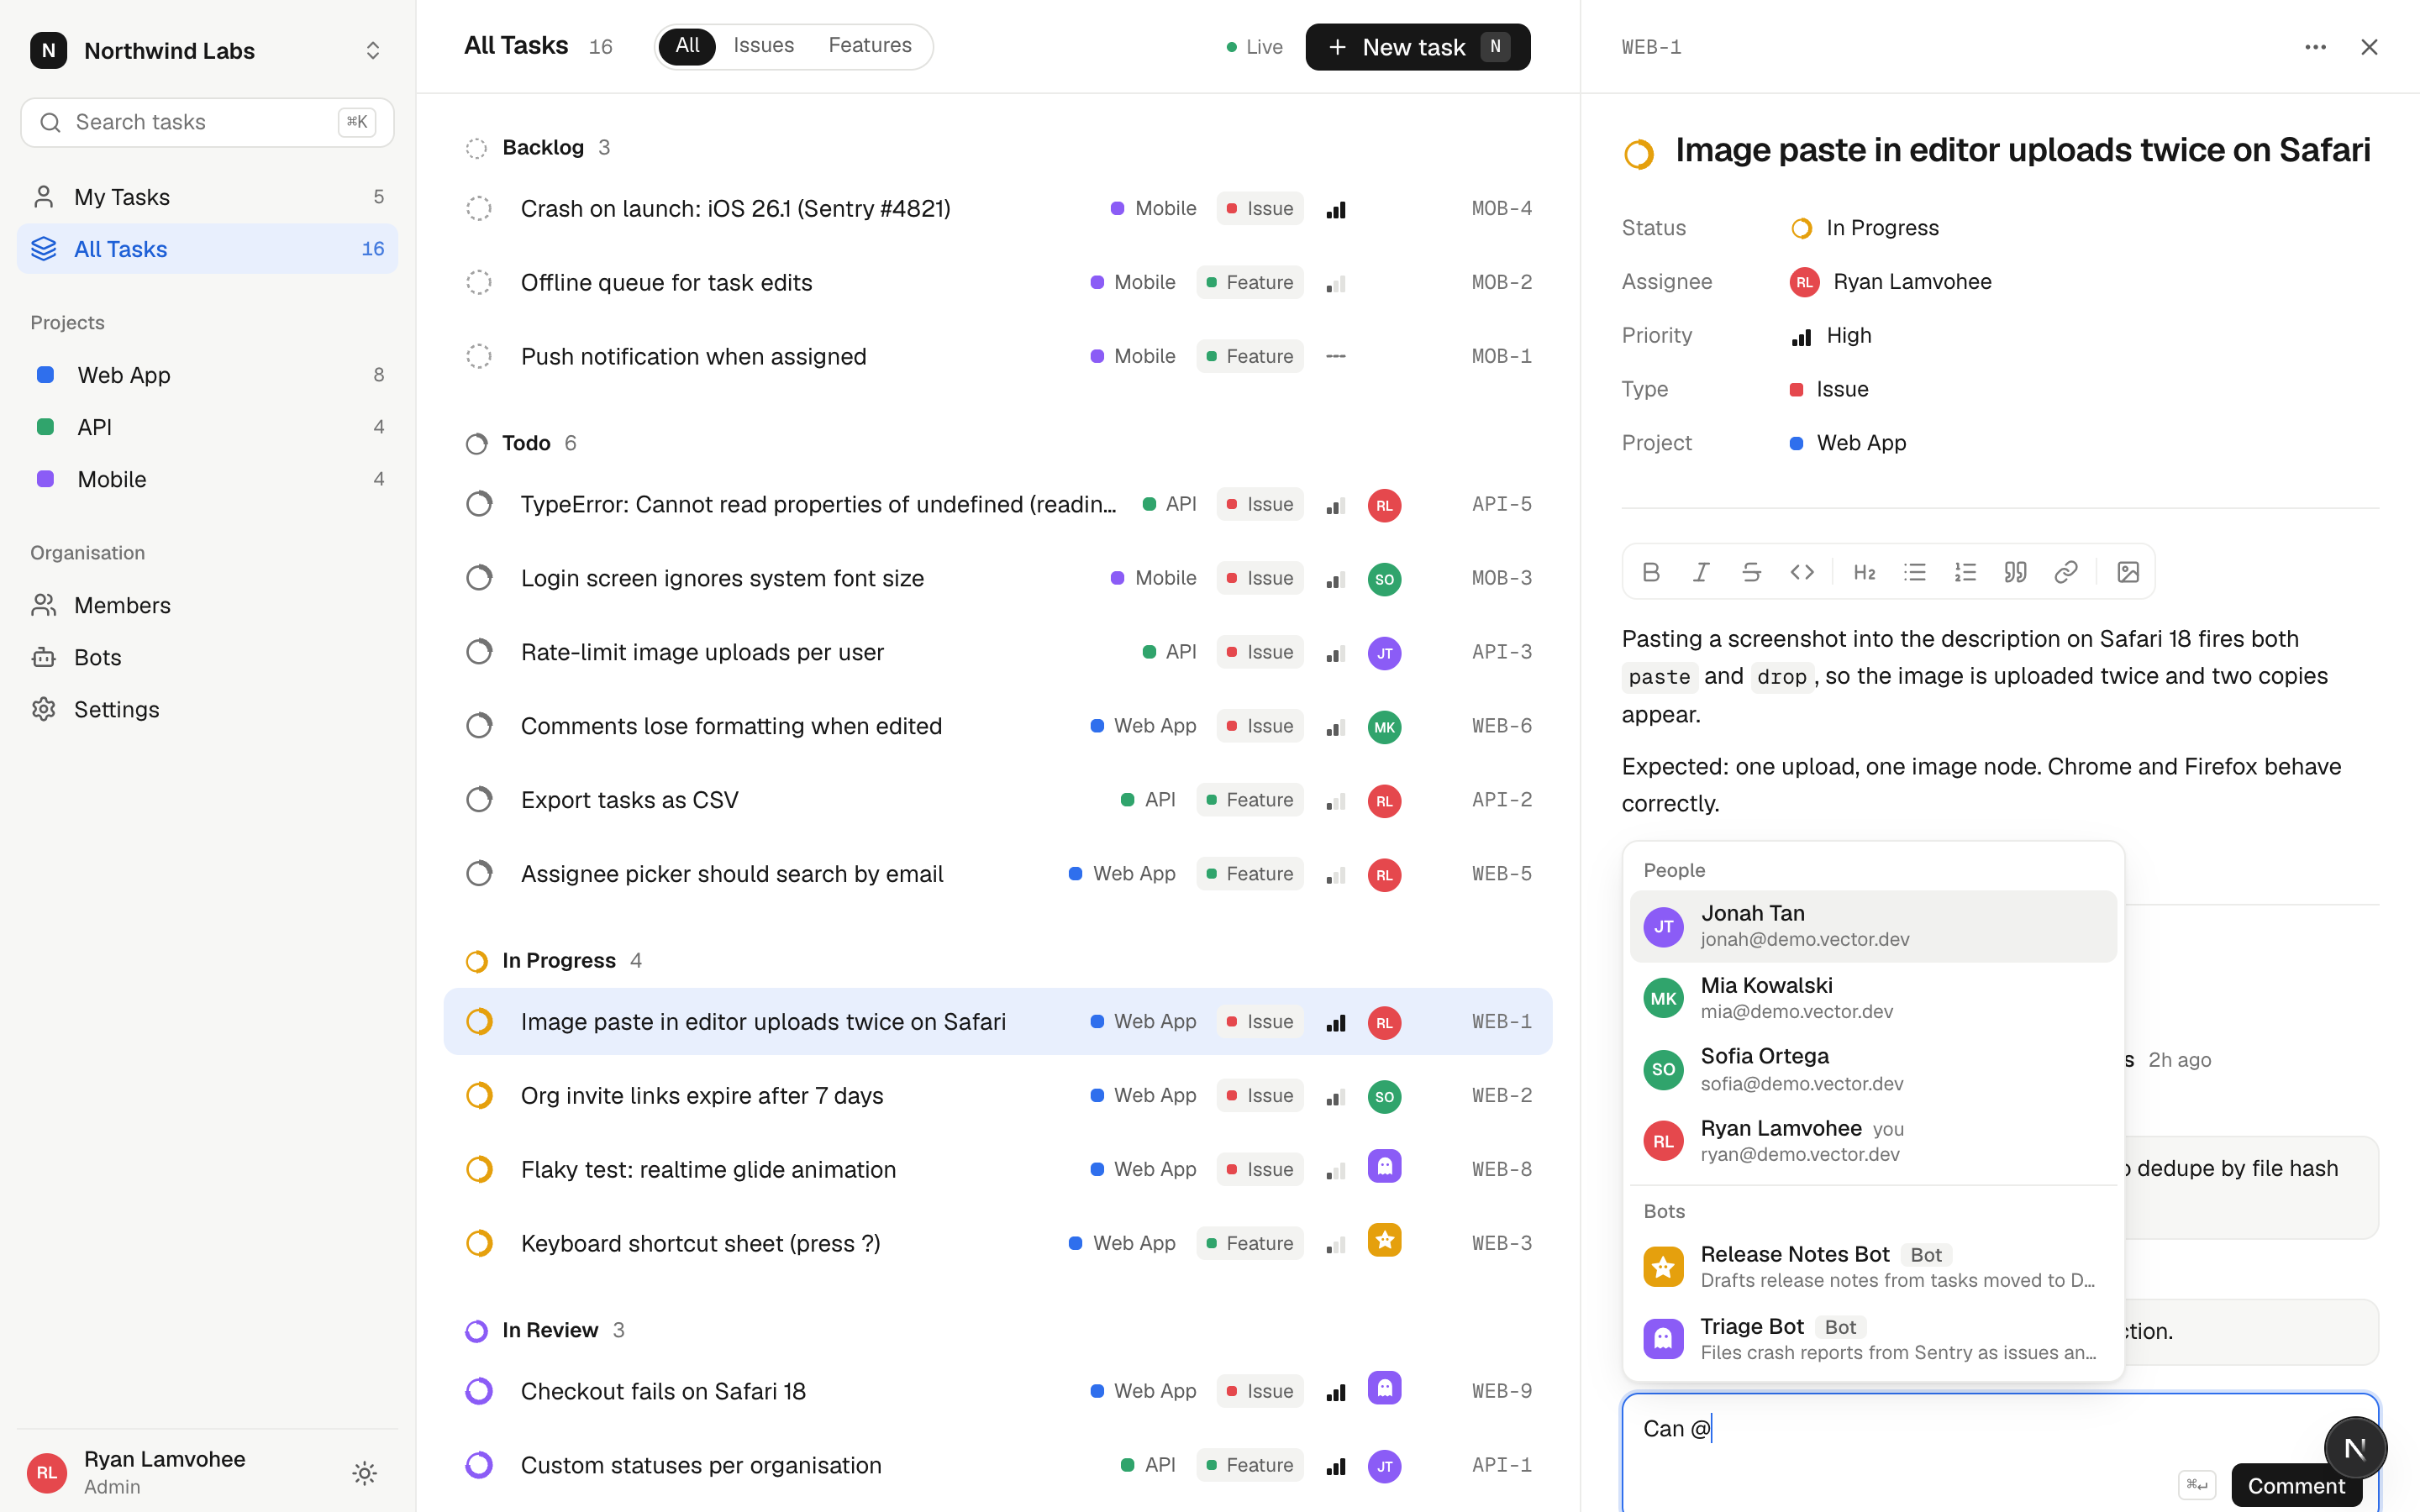 N Northwind Labs
Search tasks ⌘K
My Tasks 5
All Tasks 16
Projects
Web App 8
API 4
Mobile 4
Organisation
Members
Bots
Settings
RL Ryan Lamvohee
Admin
All Tasks 16 All Issues Features Live + New task N
Backlog 3
Crash on launch: iOS 26.1 (Sentry #4821) Mobile Issue MOB-4
Offline queue for task edits Mobile Feature MOB-2
Push notification when assigned Mobile Feature MOB-1
Todo 6
TypeError: Cannot read properties of undefined (readin... API Issue RL API-5
Login screen ignores system font size Mobile Issue SO MOB-3
Rate-limit image uploads per user API Issue JT API-3
Comments lose formatting when edited Web App Issue MK WEB-6
Export tasks as CSV API Feature RL API-2
Assignee picker should search by email Web App Feature RL WEB-5
In Progress 4
Image paste in editor uploads twice on Safari Web App Issue RL WEB-1
Org invite links expire after 7 days Web App Issue SO WEB-2
Flaky test: realtime glide animation Web App Issue WEB-8
Keyboard shortcut sheet (press ?) Web App Feature WEB-3
In Review 3
Checkout fails on Safari 18 Web App Issue WEB-9
Custom statuses per organisation API Feature JT API-1
WEB-1
Image paste in editor uploads twice on Safari
Status In Progress
Assignee RL Ryan Lamvohee
Priority High
Type Issue
Project Web App
B I S <> H2
Pasting a screenshot into the description on Safari 18 fires both
paste and drop, so the image is uploaded twice and two copies
appear.
Expected: one upload, one image node. Chrome and Firefox behave
correctly.
People
JT Jonah Tan
jonah@demo.vector.dev
MK Mia Kowalski
mia@demo.vector.dev
SO Sofia Ortega
sofia@demo.vector.dev
RL Ryan Lamvohee you
ryan@demo.vector.dev
Bots
Release Notes Bot Bot
Drafts release notes from tasks moved to D...
Triage Bot Bot
Files crash reports from Sentry as issues an...
2h ago
dedupe by file hash
Can @
N
⌘↵ Comment